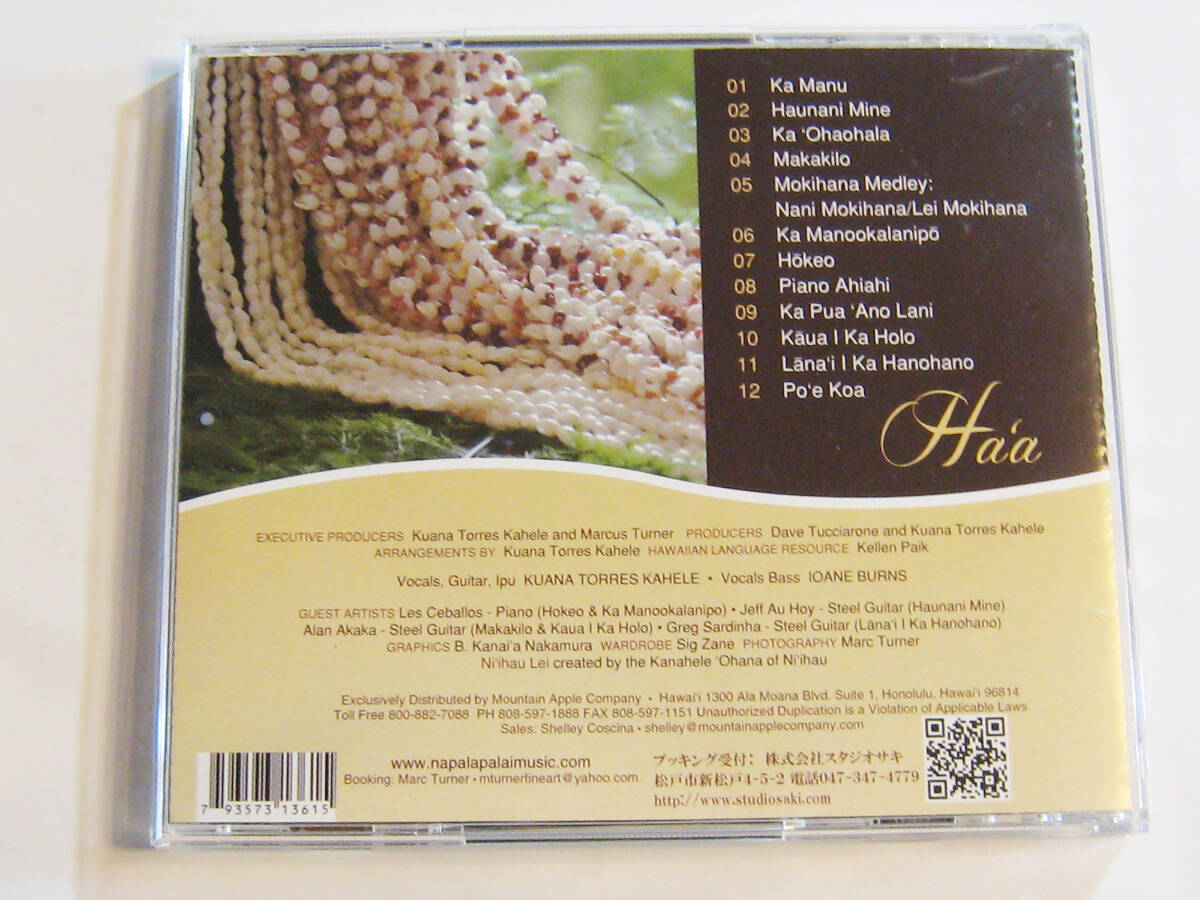 01 Ka Manu
02 Haunani Mine
03 Ka ‘Ohaohala
04 Makakilo
05 Mokihana Medley:
Nani Mokihana/Lei Mokihana
06 Ka Manookalanipō
07 Hōkeo
08 Piano Ahiahi
09 Ka Pua ‘Ano Lani
10 Kāua I Ka Holo
11 Lāna‘i I Ka Hanohano
12 Po‘e Koa
Ha‘a
EXECUTIVE PRODUCERS Kuana Torres Kahele and Marcus Turner PRODUCERS Dave Tucciarone and Kuana Torres Kahele
ARRANGEMENTS BY Kuana Torres Kahele HAWAIIAN LANGUAGE RESOURCE Kellen Paik
Vocals, Guitar, Ipu KUANA TORRES KAHELE • Vocals Bass IOANE BURNS
GUEST ARTISTS Les Ceballos - Piano (Hokeo & Ka Manookalanipo) • Jeff Au Hoy - Steel Guitar (Haunani Mine)
Alan Akaka - Steel Guitar (Makakilo & Kaua I Ka Holo) • Greg Sardinha - Steel Guitar (Lāna‘i I Ka Hanohano)
GRAPHICS B. Kanai‘a Nakamura WARDROBE Sig Zane PHOTOGRAPHY Marc Turner
Ni‘ihau Lei created by the Kanahele ‘Ohana of Ni‘ihau
Exclusively Distributed by Mountain Apple Company • Hawai‘i 1300 Ala Moana Blvd. Suite 1, Honolulu, Hawai‘i 96814
Toll Free 800-882-7088 PH 808-597-1888 FAX 808-597-1151 Unauthorized Duplication is a Violation of Applicable Laws
Sales: Shelley Coscina • shelley@mountainapplecompany.com
www.napalapalaimusic.com
Booking: Marc Turner • mturnerfineart@yahoo.com
7 93573 13615
ブッキング受付： 株式会社スタジオサキ
松戸市新松戸4-5-2 電話047-347-4779
http://www.studiosaki.com